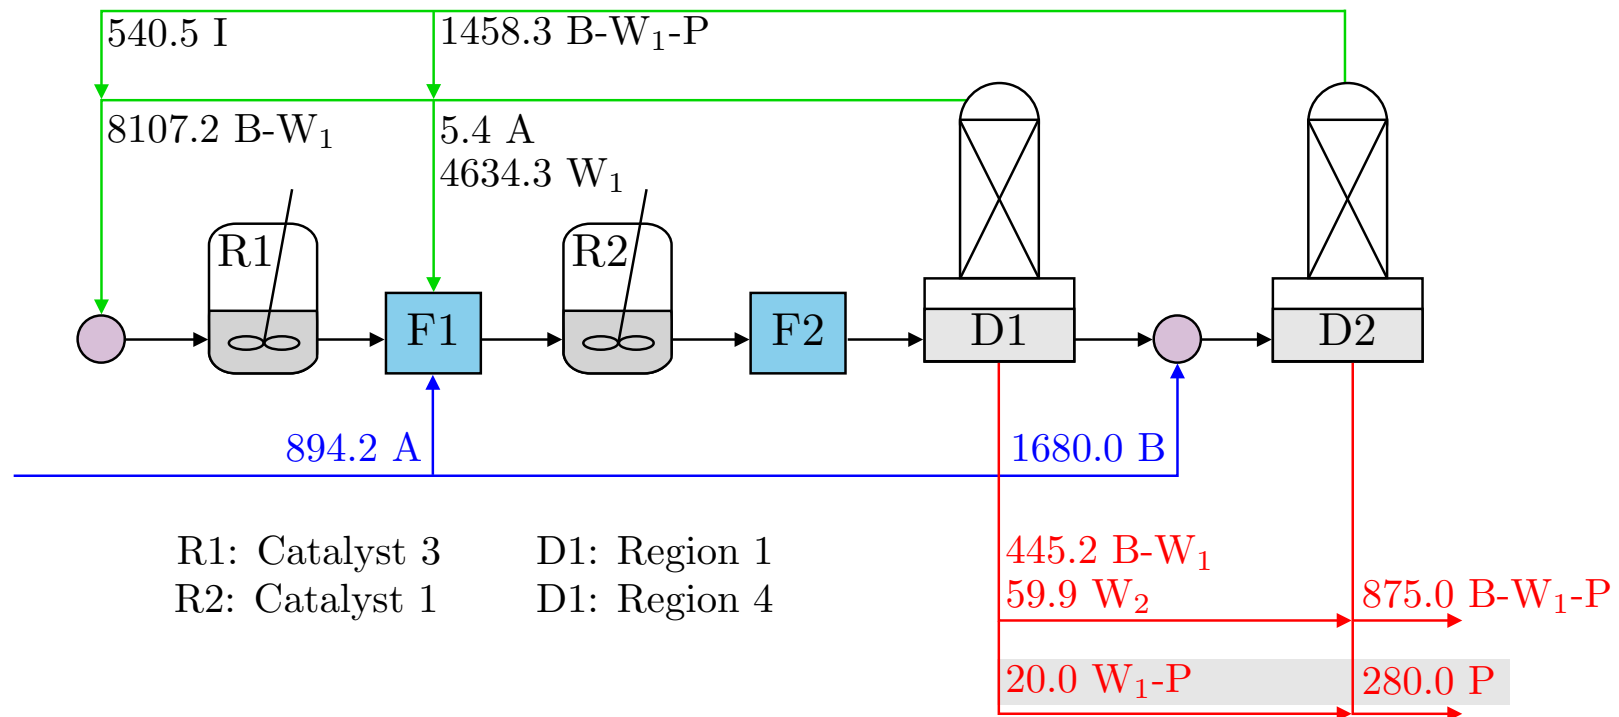 540.5 I
1458.3 B-W₁-P
8107.2 B-W₁
5.4 A
4634.3 W₁
R1
R2
F1
F2
D1
D2
894.2 A
1680.0 B
R1: Catalyst 3
D1: Region 1
R2: Catalyst 1
D1: Region 4
445.2 B-W₁
59.9 W₂
875.0 B-W₁-P
20.0 W₁-P
280.0 P